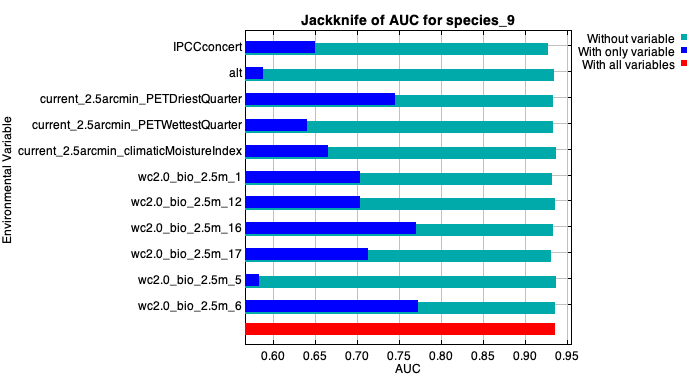 Jackknife of AUC for species_9
Without variable
With only variable
With all variables
Environmental Variable
IPCCconcert
alt
current_2.5arcmin_PETDriestQuarter
current_2.5arcmin_PETWettestQuarter
current_2.5arcmin_climaticMoistureIndex
wc2.0_bio_2.5m_1
wc2.0_bio_2.5m_12
wc2.0_bio_2.5m_16
wc2.0_bio_2.5m_17
wc2.0_bio_2.5m_5
wc2.0_bio_2.5m_6
0.60 0.65 0.70 0.75 0.80 0.85 0.90 0.95
AUC